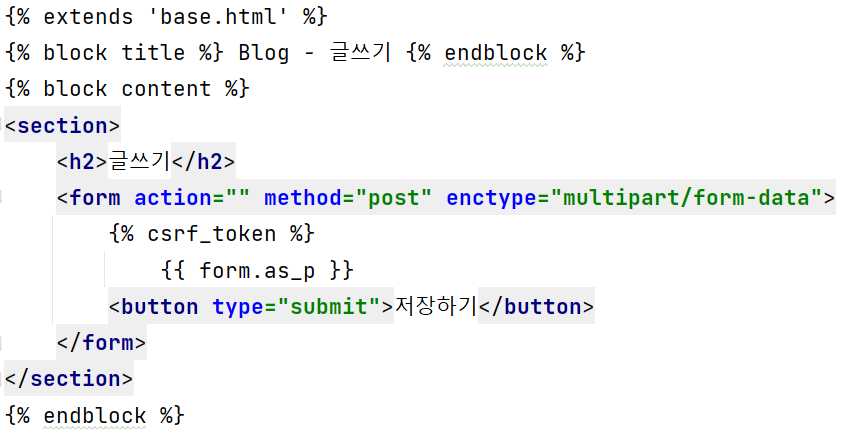 {% extends 'base.html' %}
{% block title %} Blog - 글쓰기 {% endblock %}
{% block content %}
<section>
    <h2>글쓰기</h2>
    <form action="" method="post" enctype="multipart/form-data">
        {% csrf_token %}
            {{ form.as_p }}
        <button type="submit">저장하기</button>
    </form>
</section>
{% endblock %}